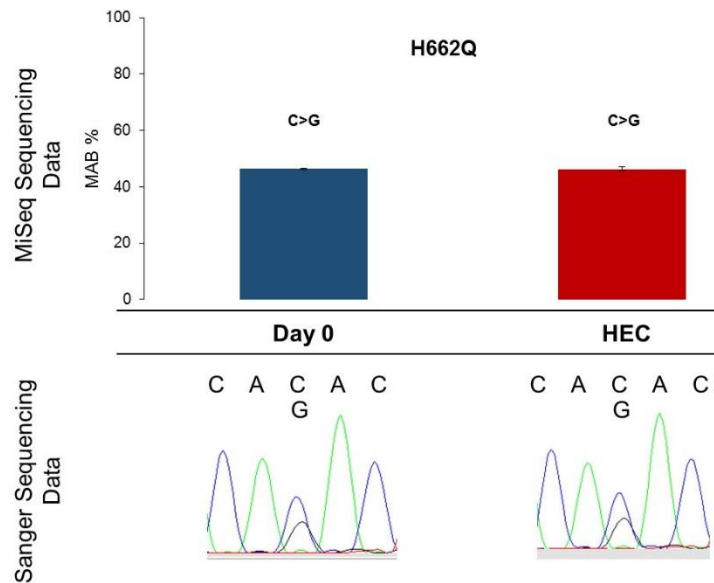 H662Q
MiSeq Sequencing
Data
MAB %
100
80
60
40
20
0
C>G
C>G
Day 0
HEC
Sanger Sequencing
Data
C A C A C
G
C A C A C
G